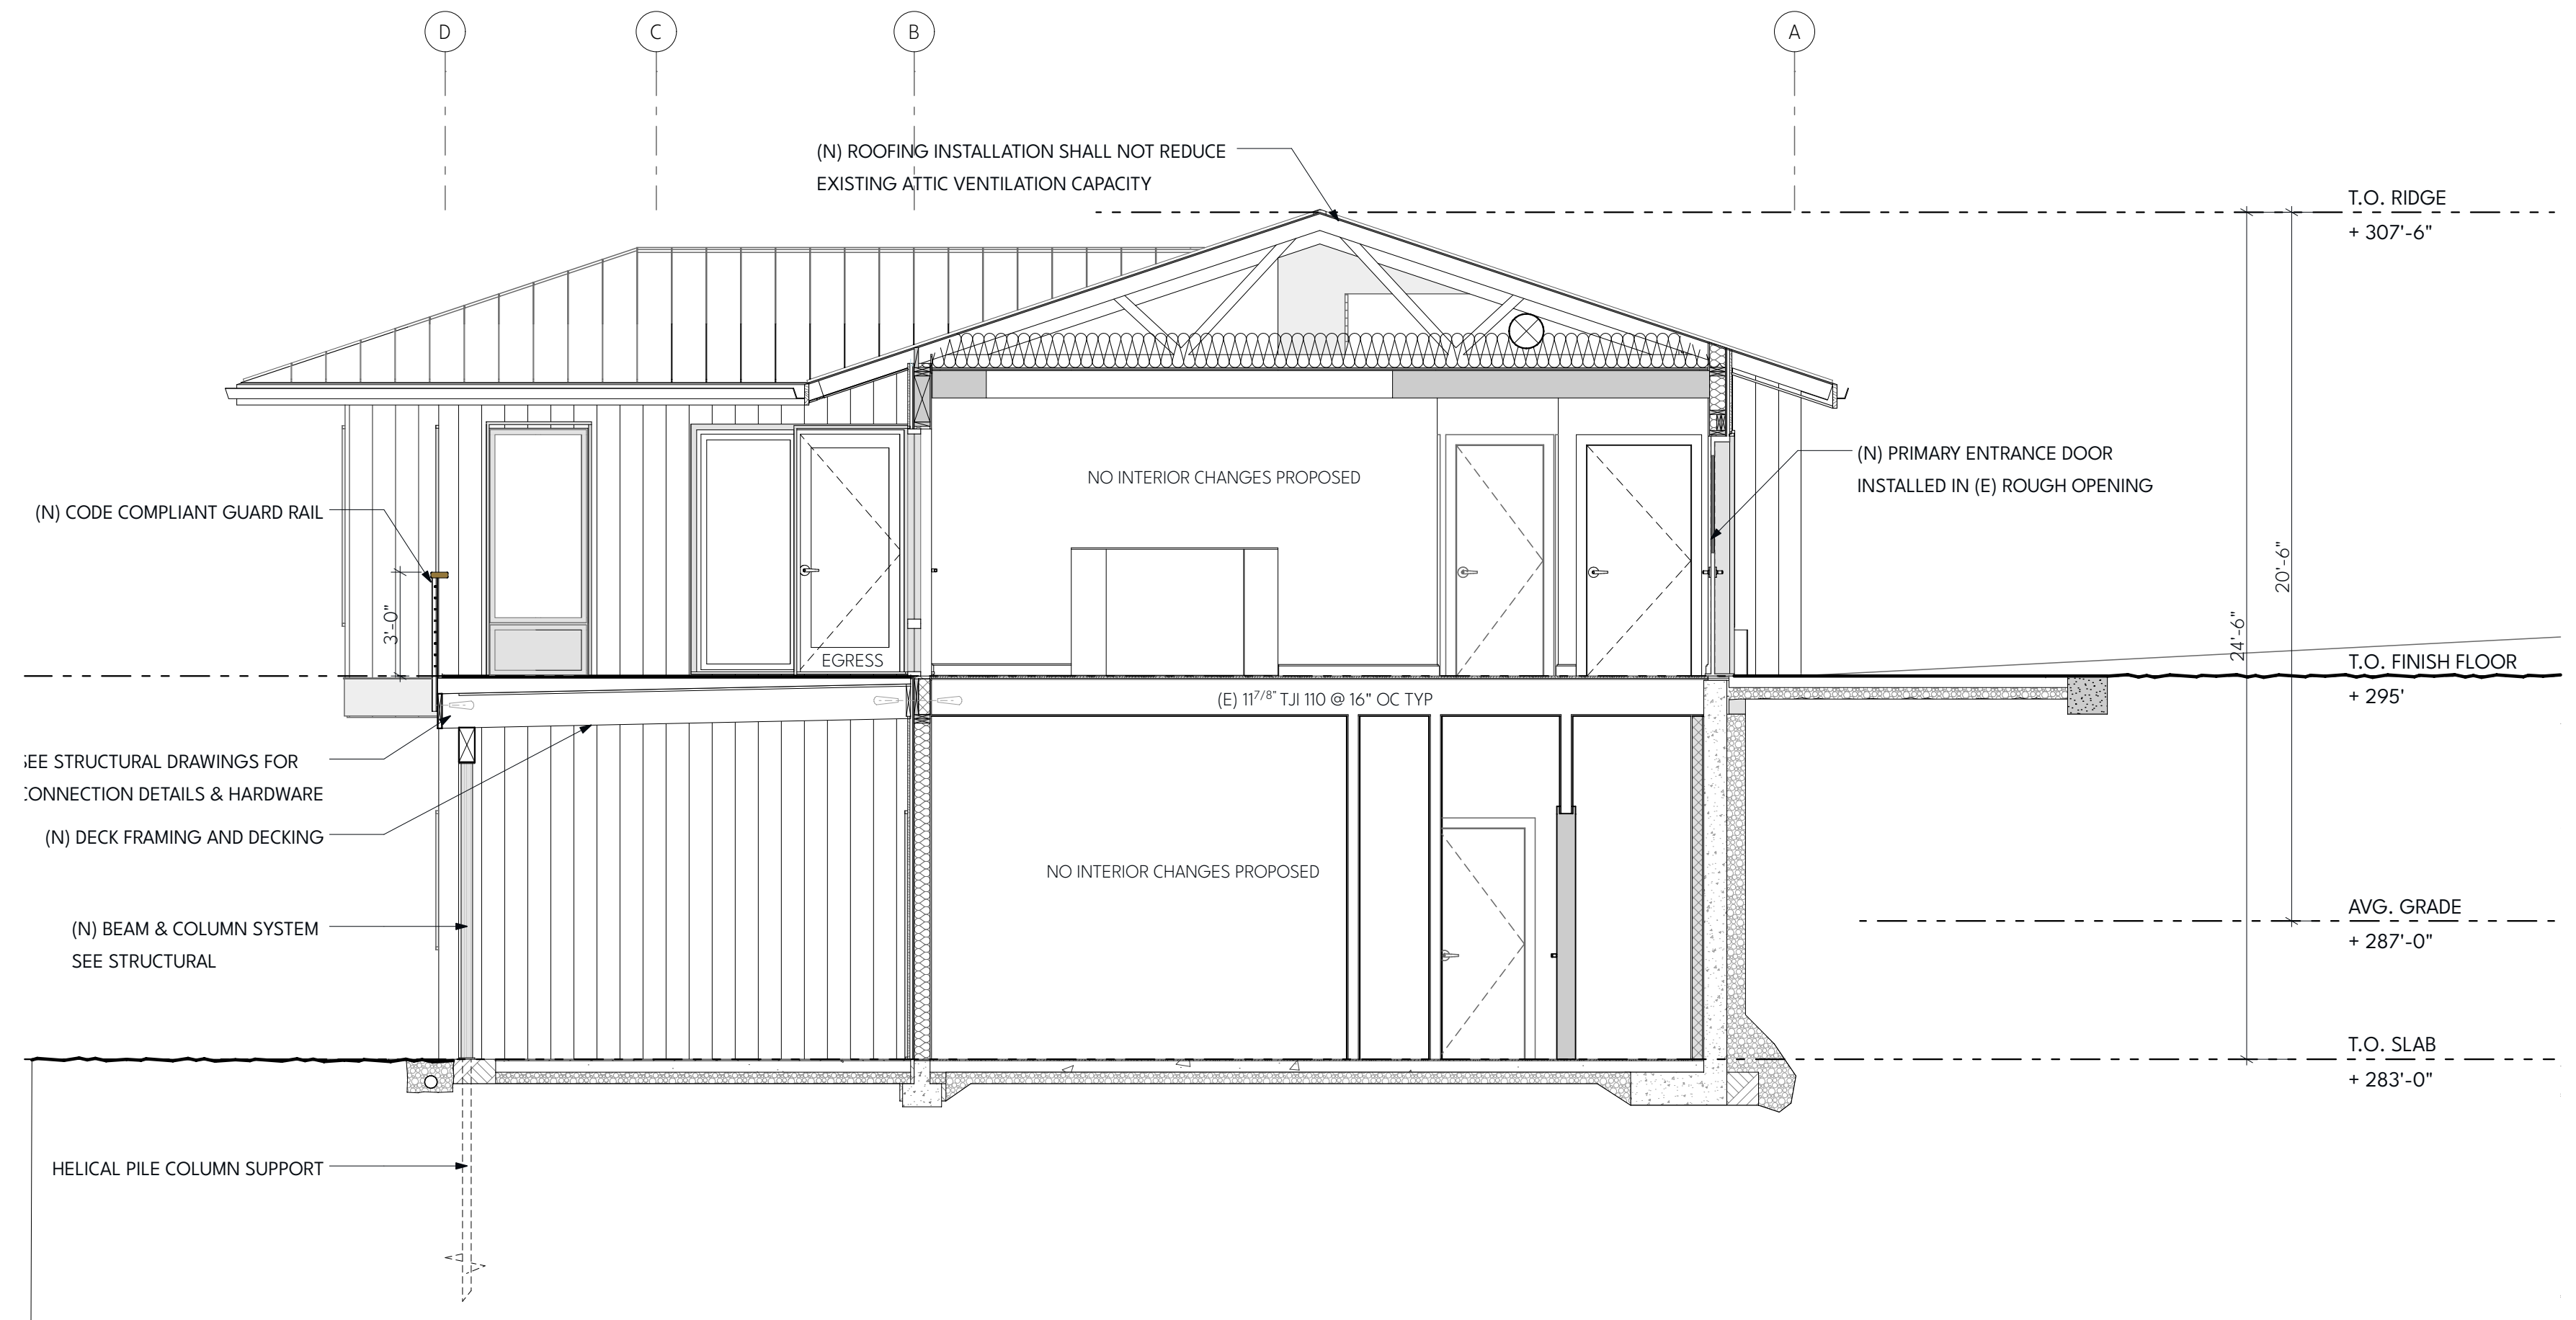 D
C
B
A
(N) ROOFING INSTALLATION SHALL NOT REDUCE
EXISTING ATTIC VENTILATION CAPACITY
T.O. RIDGE
+ 307'-6"
(N) PRIMARY ENTRANCE DOOR
INSTALLED IN (E) ROUGH OPENING
NO INTERIOR CHANGES PROPOSED
(N) CODE COMPLIANT GUARD RAIL
3'-0"
EGRESS
20'-6"
24'-6"
T.O. FINISH FLOOR
+ 295'
(E) 11⁷/⁸" TJI 110 @ 16" OC TYP
SEE STRUCTURAL DRAWINGS FOR
CONNECTION DETAILS & HARDWARE
(N) DECK FRAMING AND DECKING
NO INTERIOR CHANGES PROPOSED
(N) BEAM & COLUMN SYSTEM
SEE STRUCTURAL
AVG. GRADE
+ 287'-0"
T.O. SLAB
+ 283'-0"
HELICAL PILE COLUMN SUPPORT